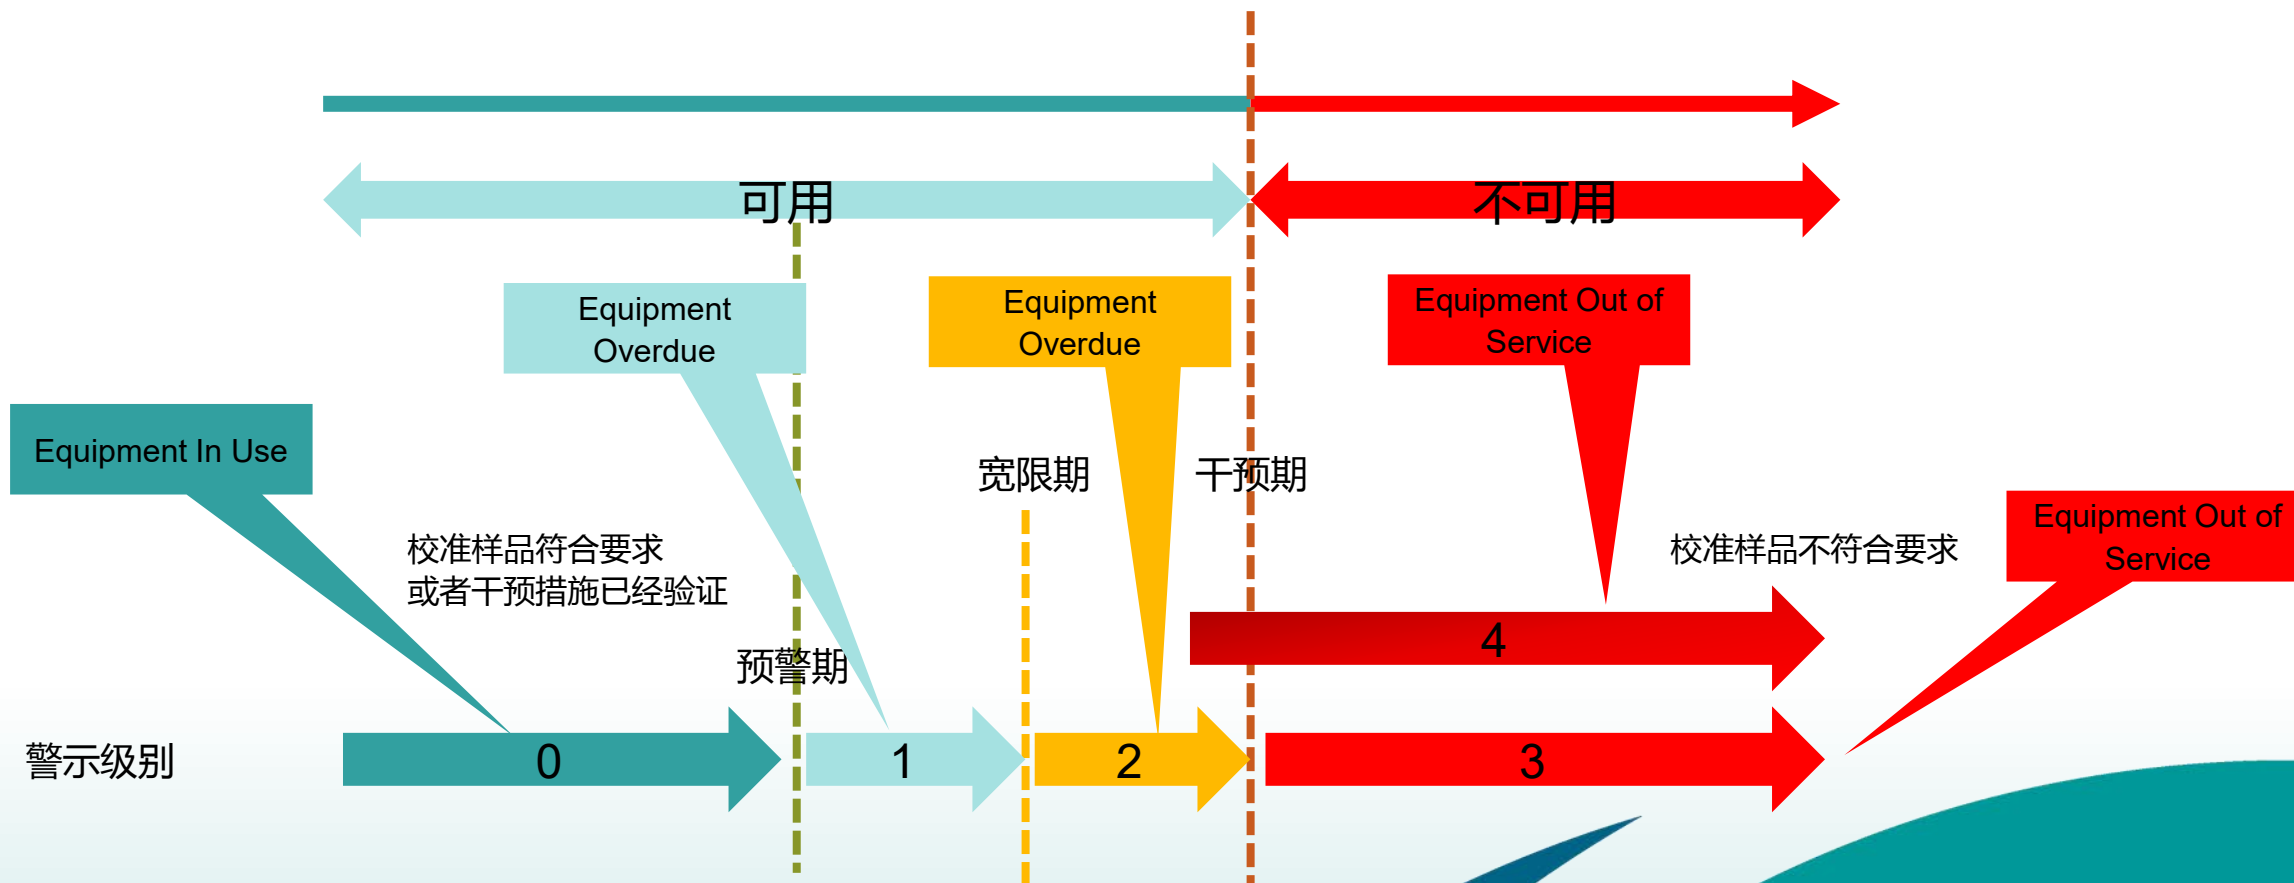 可用
不可用
Equipment
Overdue
Equipment
Overdue
Equipment Out of
Service
Equipment In Use
宽限期
干预期
校准样品符合要求
或者干预措施已经验证
校准样品不符合要求
Equipment Out of
Service
预警期
4
警示级别
0
1
2
3